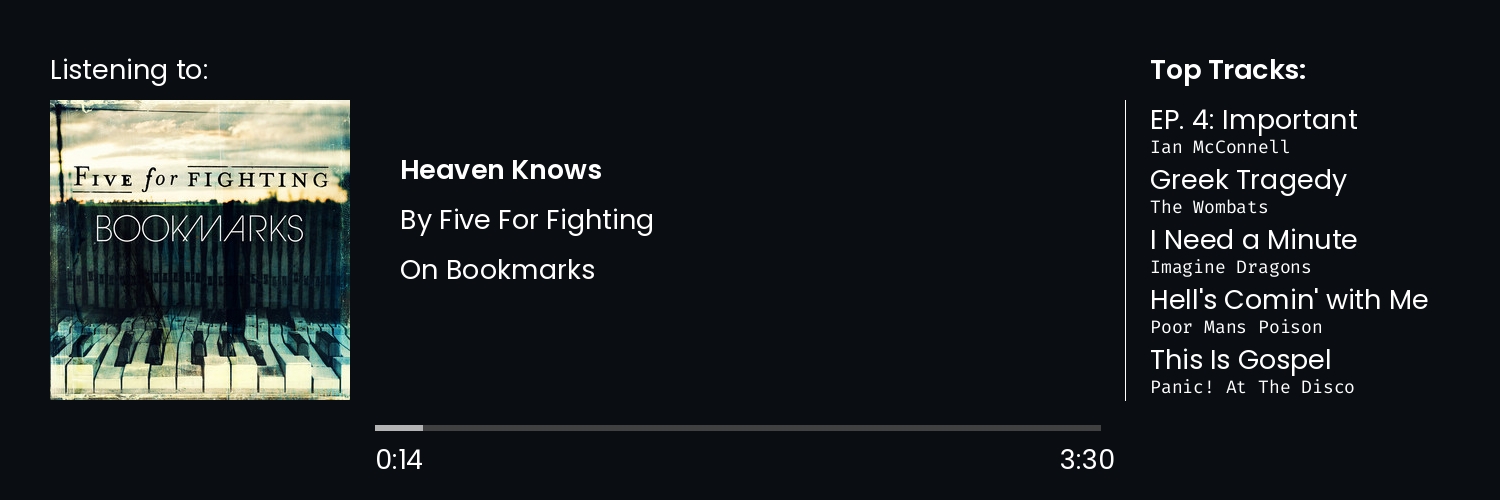 Listening to:
FIVE for FIGHTING
BOOKMARKS
Heaven Knows
By Five For Fighting
On Bookmarks
0:14
3:30
Top Tracks:
EP. 4: Important
Ian McConnell
Greek Tragedy
The Wombats
I Need a Minute
Imagine Dragons
Hell's Comin' with Me
Poor Mans Poison
This Is Gospel
Panic! At The Disco